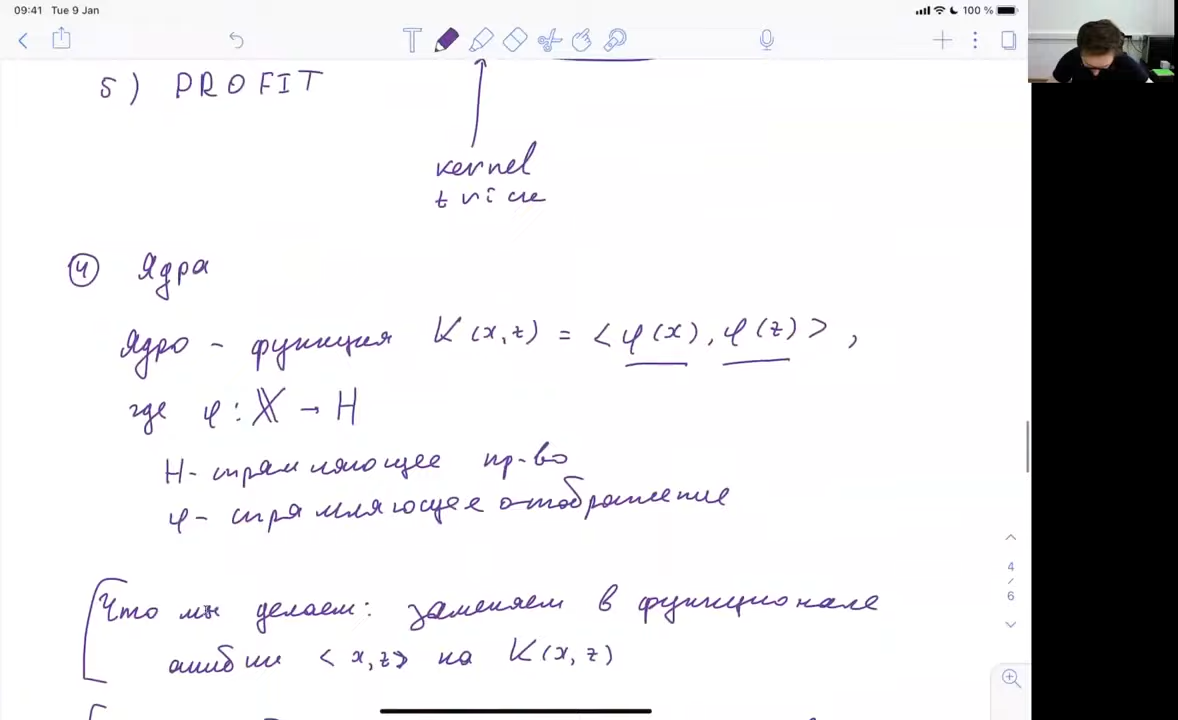 09:41 Tue 9 Jan
100 %
5) PROFIT
kernel
trick
④ Ядра
Ядро - функция K(x,z) = <φ(x), φ(z)>,
где φ: 𝕏 → H
H - спрямляющее пр-во
φ - спрямляющее отображение
Что мы делаем: заменяем в функционале
ошибки <x,z> на K(x,z)
4
/
6